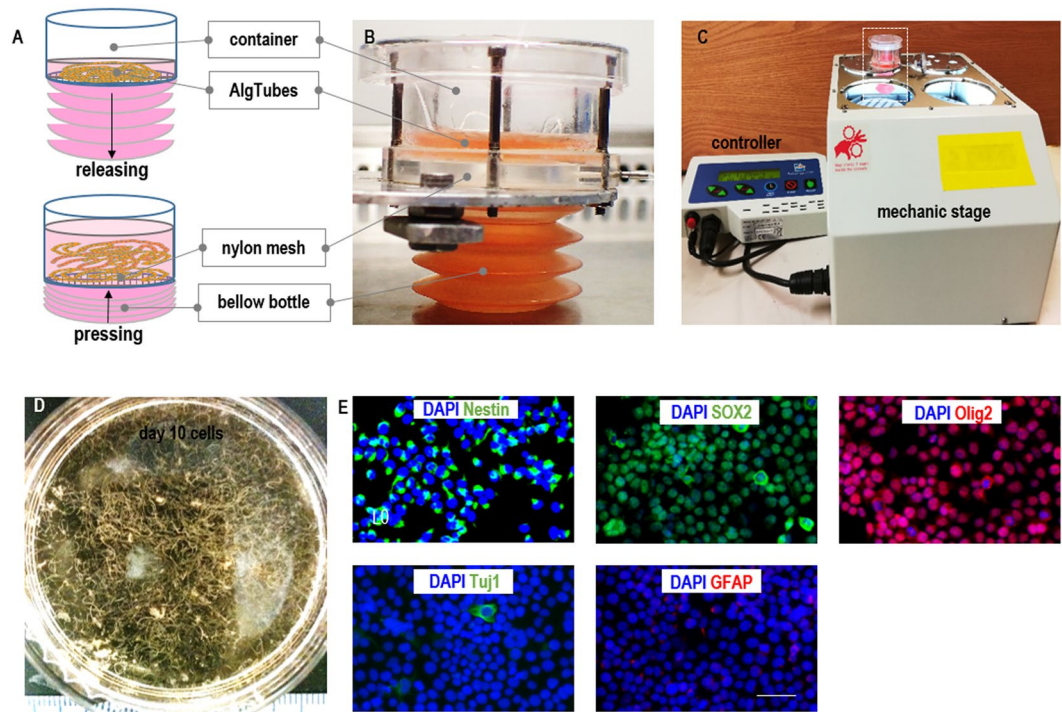 A
B
C
container
AlgTubes
releasing
nylon mesh
bellow bottle
pressing
controller
mechanic stage
D
day 10 cells
E
DAPI Nestin
DAPI SOX2
DAPI Olig2
L0
DAPI Tuj1
DAPI GFAP